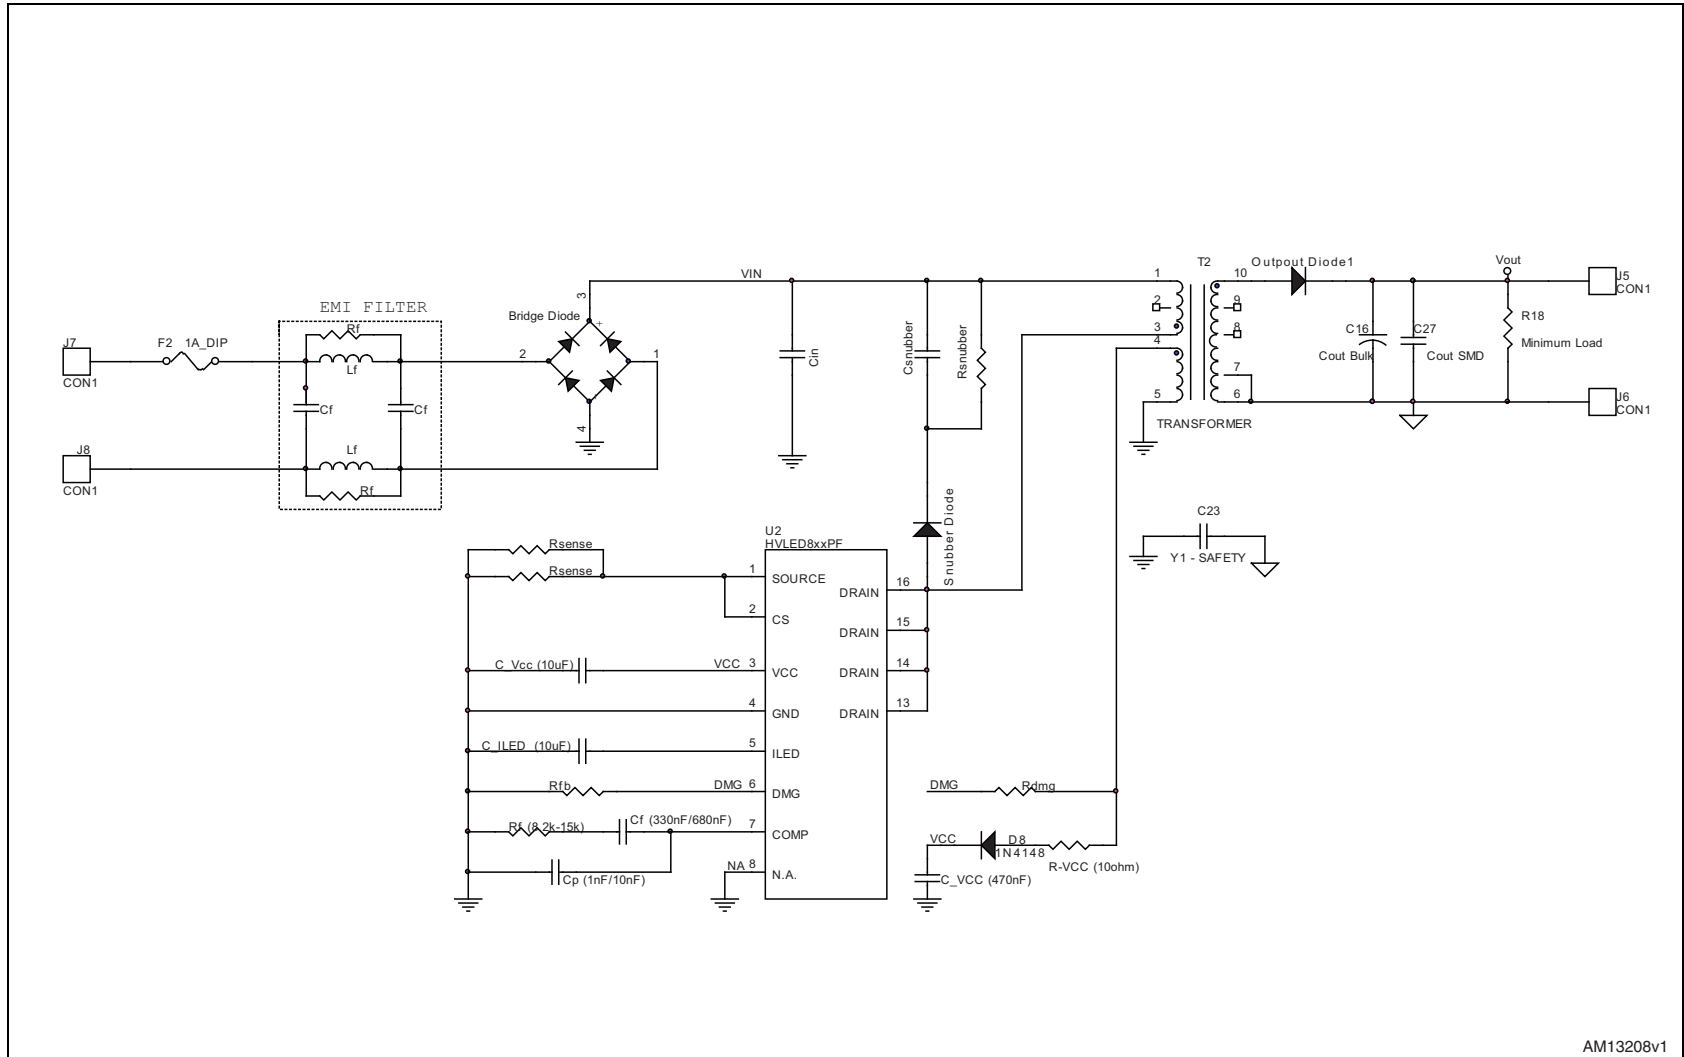 EMI FILTER
Rf
Lf
Cf
Cf
Lf
Rf
J7
CON1
F2 1A_DIP
J8
CON1
Bridge Diode
+
2
3
1
4
VIN
Cin
Csnubber
Rsnubber
Snubber Diode
T2
1
2
3
4
5
10
9
8
7
6
TRANSFORMER
Outpout Diode1
C16
Cout Bulk
C27
Cout SMD
Vout
R18
Minimum Load
J5
CON1
J6
CON1
C23
Y1 - SAFETY
U2
HVLED8xxPF
Rsense
Rsense
1 SOURCE
2 CS
C_Vcc (10uF) VCC 3 VCC
4 GND
C_ILED (10uF) 5 ILED
Rfb DMG 6 DMG
Rf (8.2k-15k) Cf (330nF/680nF) 7 COMP
Cp (1nF/10nF)
NA 8 N.A.
DRAIN 16
DRAIN 15
DRAIN 14
DRAIN 13
DMG Rdmg
VCC D8
1N4148
R-VCC (10ohm)
C_VCC (470nF)
AM13208v1